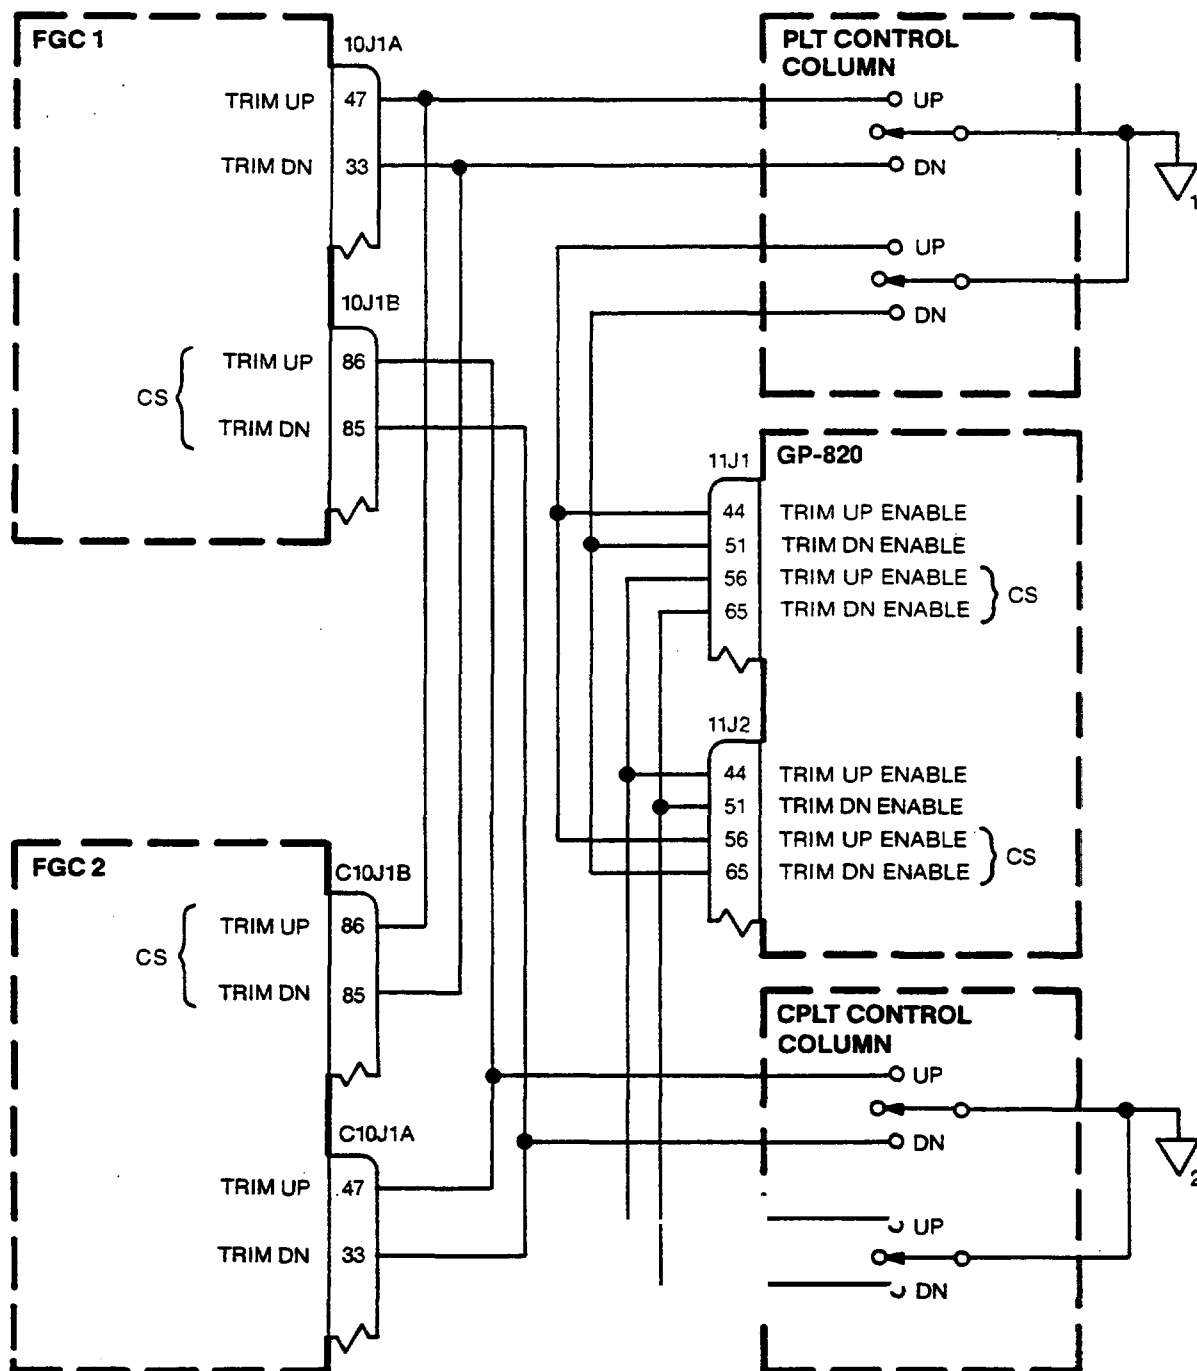 FGC 1
10J1A
TRIM UP 47
TRIM DN 33
10J1B
CS
TRIM UP 86
TRIM DN 85
PLT CONTROL
COLUMN
UP
DN
UP
DN
1
GP-820
11J1
44 TRIM UP ENABLE
51 TRIM DN ENABLE
56 TRIM UP ENABLE
65 TRIM DN ENABLE
CS
11J2
44 TRIM UP ENABLE
51 TRIM DN ENABLE
56 TRIM UP ENABLE
65 TRIM DN ENABLE
CS
FGC 2
C10J1B
CS
TRIM UP 86
TRIM DN 85
C10J1A
TRIM UP 47
TRIM DN 33
CPLT CONTROL
COLUMN
UP
DN
UP
DN
2